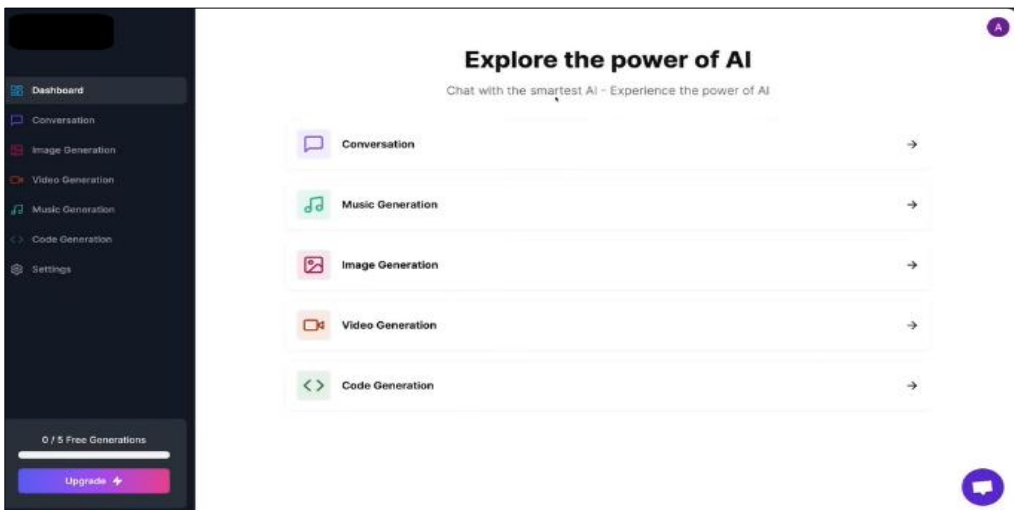 Dashboard
Conversation
Image Generation
Video Generation
Music Generation
Code Generation
Settings
0 / 5 Free Generations
Upgrade
A
Explore the power of AI
Chat with the smartest AI - Experience the power of AI
Conversation
Music Generation
Image Generation
Video Generation
Code Generation